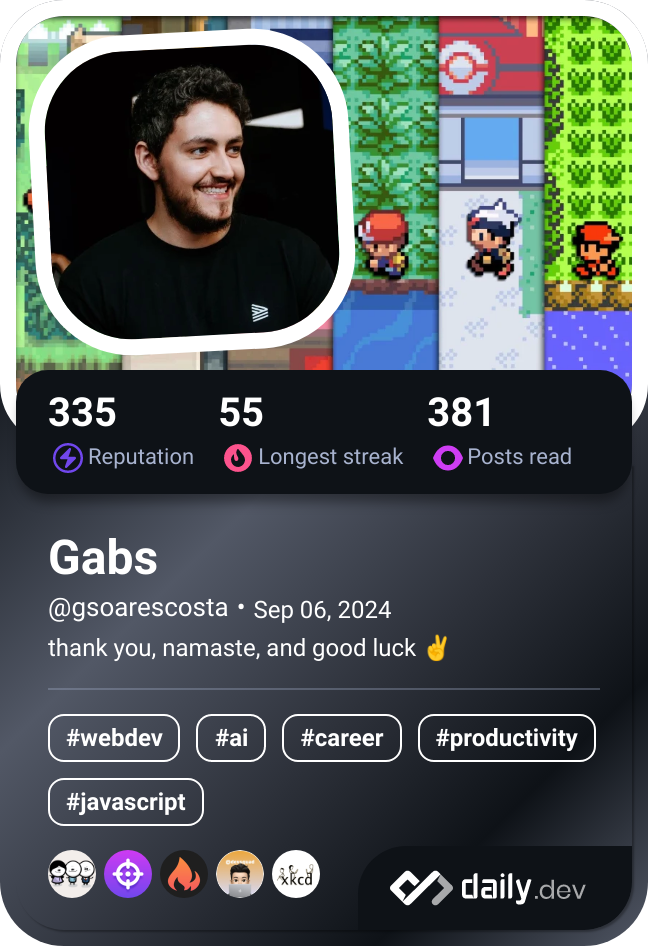 335 55 381
Reputation Longest streak Posts read
Gabs
@gsoarescosta • Sep 06, 2024
thank you, namaste, and good luck ✌️
#webdev #ai #career #productivity
#javascript
xkcd
daily.dev